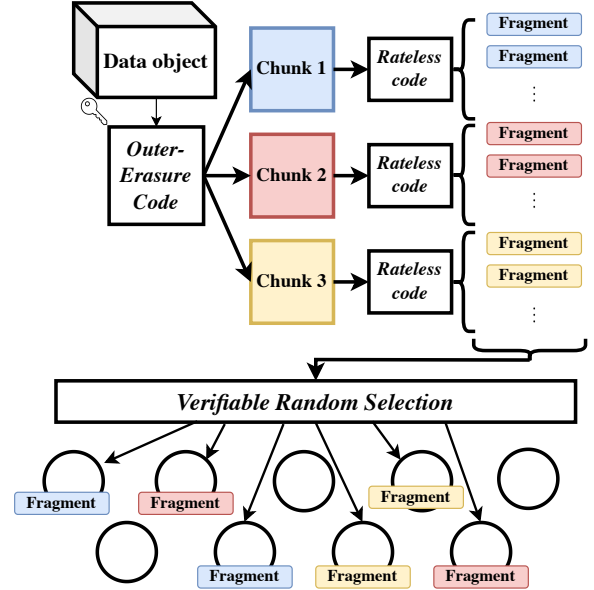 Data object
Outer-
Erasure
Code
Chunk 1
Rateless
code
Fragment
Fragment
⋮
Chunk 2
Rateless
code
Fragment
Fragment
⋮
Chunk 3
Rateless
code
Fragment
Fragment
⋮
Verifiable Random Selection
Fragment
Fragment
Fragment
Fragment
Fragment
Fragment